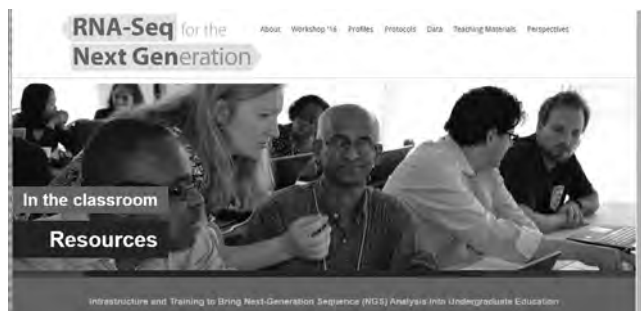 RNA-Seq for the
Next Generation
About Workshop '16 Profiles Protocols Data Teaching Materials Perspectives
In the classroom
Resources
Infrastructure and Training to Bring Next-Generation Sequence (NGS) Analysis Into Undergraduate Education